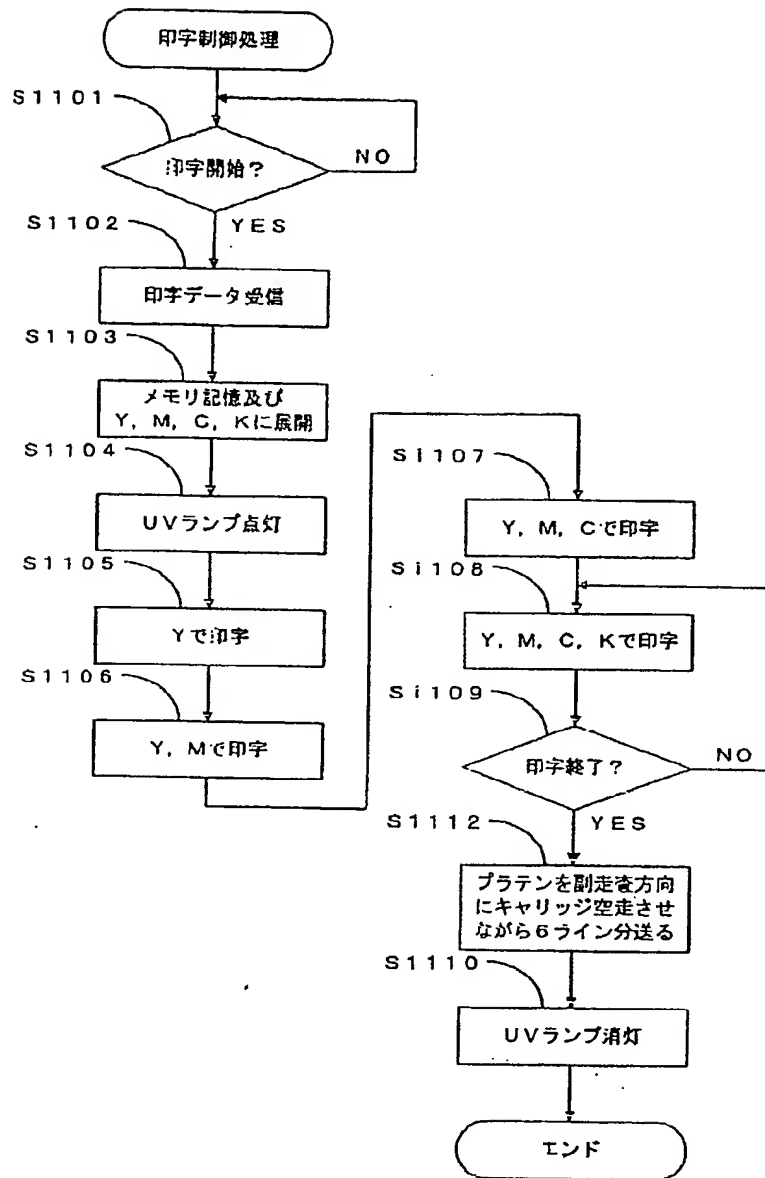 印字制御処理
S1101
印字開始?
NO
YES
S1102
印字データ受信
S1103
メモリ記憶及び
Y, M, C, Kに展開
S1104
UVランプ点灯
S1105
Yで印字
S1106
Y, Mで印字
Si107
Y, M, Cで印字
Si108
Y, M, C, Kで印字
Si109
印字終了?
NO
YES
S1112
プラテンを副走査方向
にキャリッジ空走させ
ながら6ライン分送る
S1110
UVランプ消灯
エンド